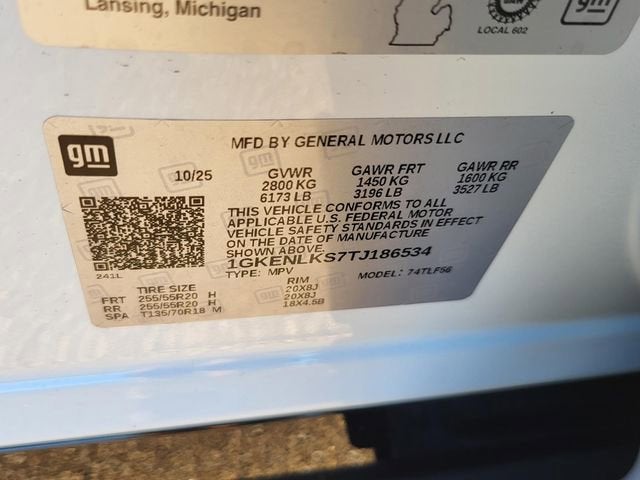 Lansing, Michigan
LOCAL 602
gm
gm
MFD BY GENERAL MOTORS LLC
10/25 GVWR GAWR FRT GAWR RR
2800 KG 1450 KG 1600 KG
6173 LB 3196 LB 3527 LB
THIS VEHICLE CONFORMS TO ALL
APPLICABLE U.S. FEDERAL MOTOR
VEHICLE SAFETY STANDARDS IN EFFECT
ON THE DATE OF MANUFACTURE
SHOWN ABOVE.
1GKENLKS7TJ186534
241L TYPE: MPV MODEL: 74TLF56
TIRE SIZE RIM
FRT 255/55R20 H 20X8J
RR 255/55R20 H 20X8J
SPA T135/70R18 M 18X4.5B